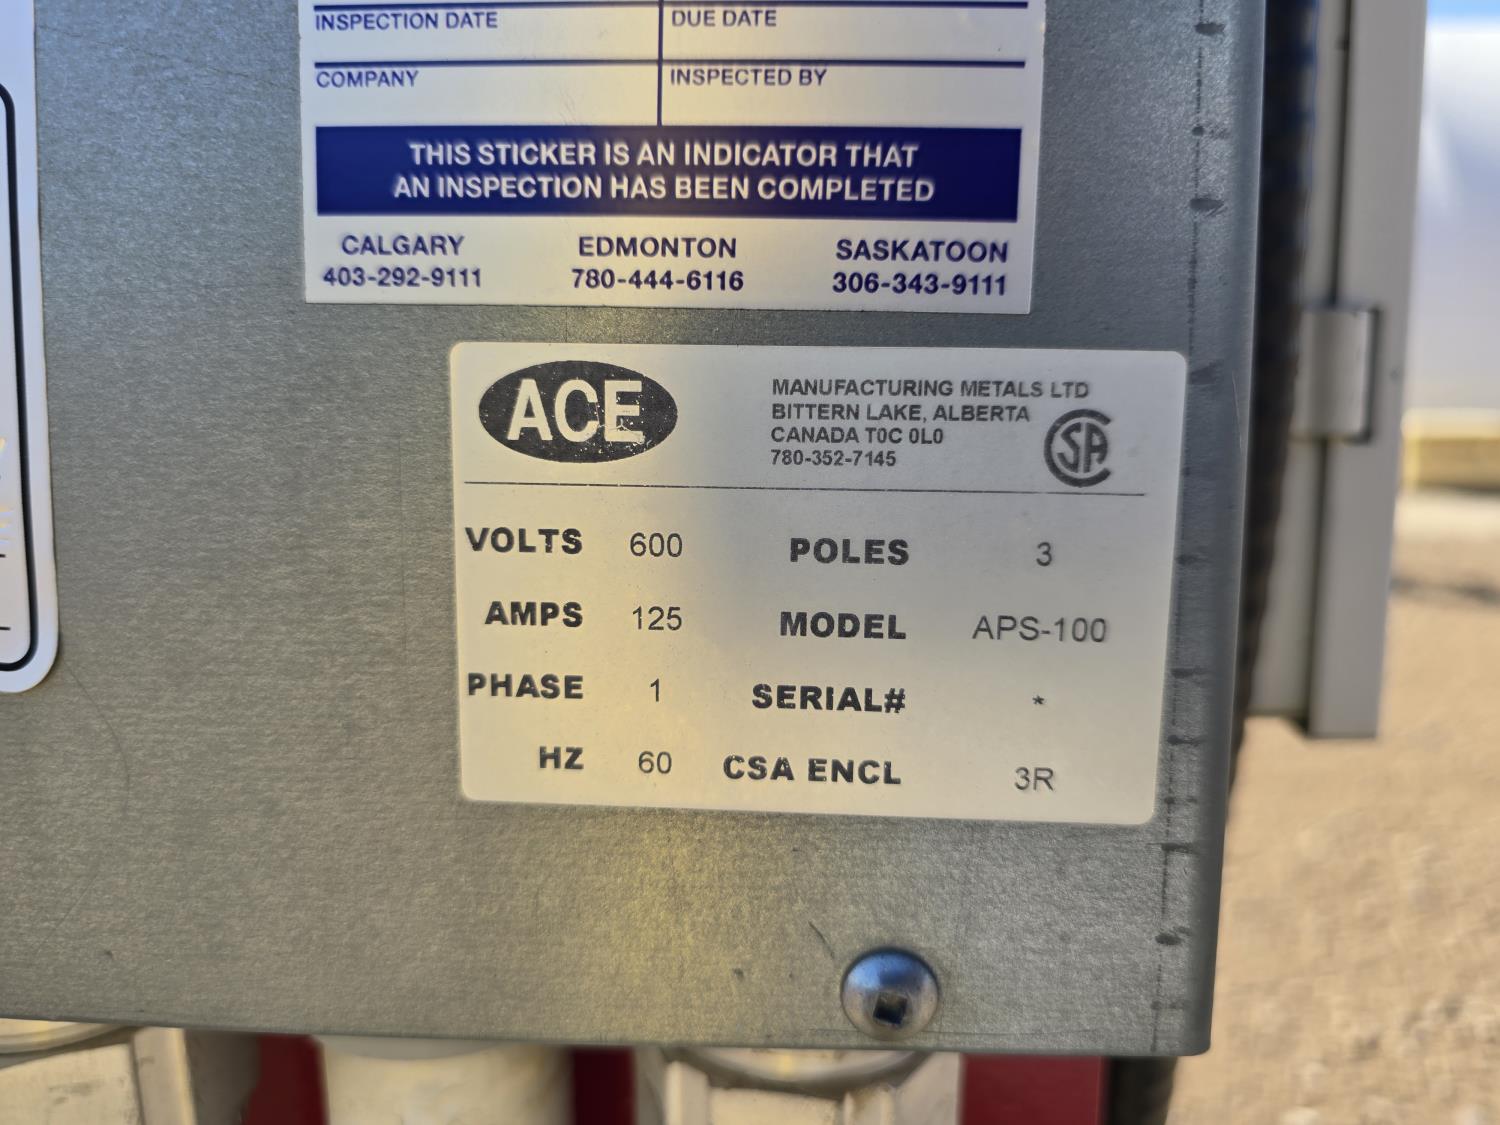 INSPECTION DATE DUE DATE
COMPANY INSPECTED BY
THIS STICKER IS AN INDICATOR THAT
AN INSPECTION HAS BEEN COMPLETED
CALGARY EDMONTON SASKATOON
403-292-9111 780-444-6116 306-343-9111
ACE
MANUFACTURING METALS LTD
BITTERN LAKE, ALBERTA
CANADA T0C 0L0
780-352-7145
CSA
VOLTS 600 POLES 3
AMPS 125 MODEL APS-100
PHASE 1 SERIAL# *
HZ 60 CSA ENCL 3R